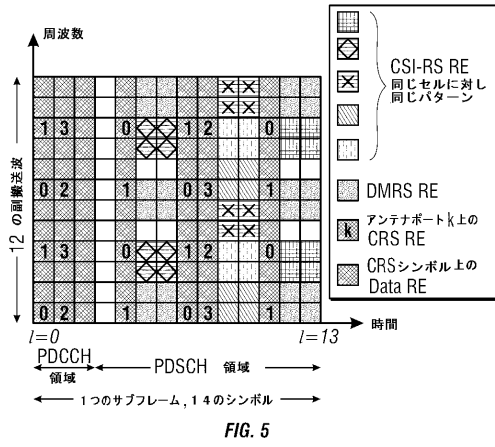 周波数
12 の副搬送波
1 3 0 1 2 0
0 2 1 0 3 1
1 3 0 1 2 0
0 2 1 0 3 1
l=0
l=13
時間
PDCCH
領域
PDSCH 領域
1つのサブフレーム,14のシンボル
CSI-RS RE
同じセルに対し
同じパターン
DMRS RE
k
アンテナポートk上の
CRS RE
CRSシンボル上の
Data RE
FIG. 5